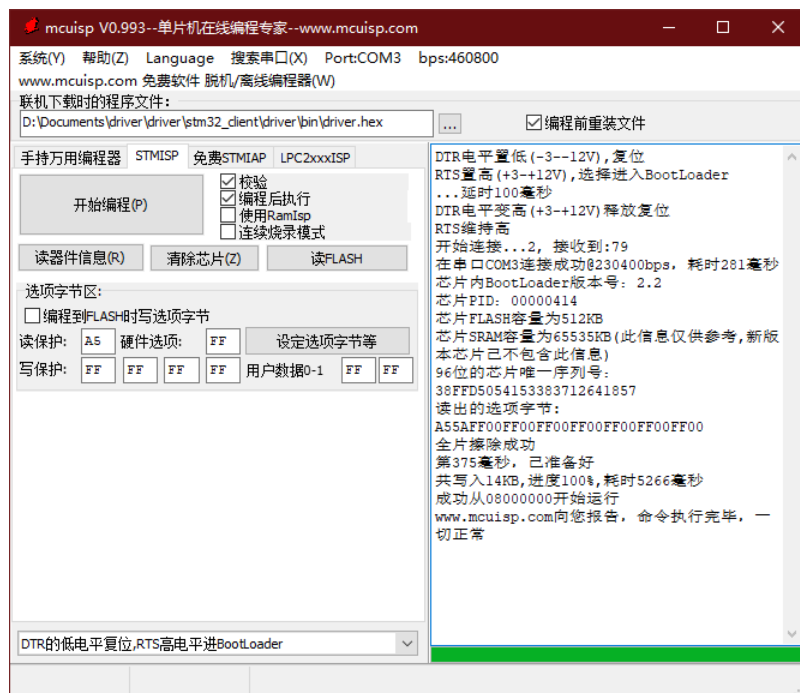 mcuisp V0.993--单片机在线编程专家--www.mcuisp.com
系统(Y) 帮助(Z) Language 搜索串口(X) Port:COM3 bps:460800
www.mcuisp.com 免费软件 脱机/离线编程器(W)
联机下载时的程序文件:
D:\Documents\driver\driver\stm32_client\driver\bin\driver.hex ... 编程前重装文件
手持万用编程器 STMISP 免费STMIAP LPC2xxxISP
开始编程(P)
校验
编程后执行
使用RamIsp
连续烧录模式
读器件信息(R) 清除芯片(Z) 读FLASH
选项字节区:
编程到FLASH时写选项字节
读保护: A5 硬件选项: FF 设定选项字节等
写保护: FF FF FF FF 用户数据0-1 FF FF
DTR的低电平复位,RTS高电平进BootLoader
DTR电平置低(-3--12V),复位
RTS置高(+3-+12V),选择进入BootLoader
...延时100毫秒
DTR电平变高(+3-+12V)释放复位
RTS维持高
开始连接...2, 接收到:79
在串口COM3连接成功@230400bps, 耗时281毫秒
芯片内BootLoader版本号: 2.2
芯片PID: 00000414
芯片FLASH容量为512KB
芯片SRAM容量为65535KB(此信息仅供参考,新版
本芯片已不包含此信息)
96位的芯片唯一序列号:
38FFD5054153383712641857
读出的选项字节:
A55AFF00FF00FF00FF00FF00FF00FF00
全片擦除成功
第375毫秒, 已准备好
共写入14KB,进度100%,耗时5266毫秒
成功从08000000开始运行
www.mcuisp.com向您报告, 命令执行完毕, 一
切正常